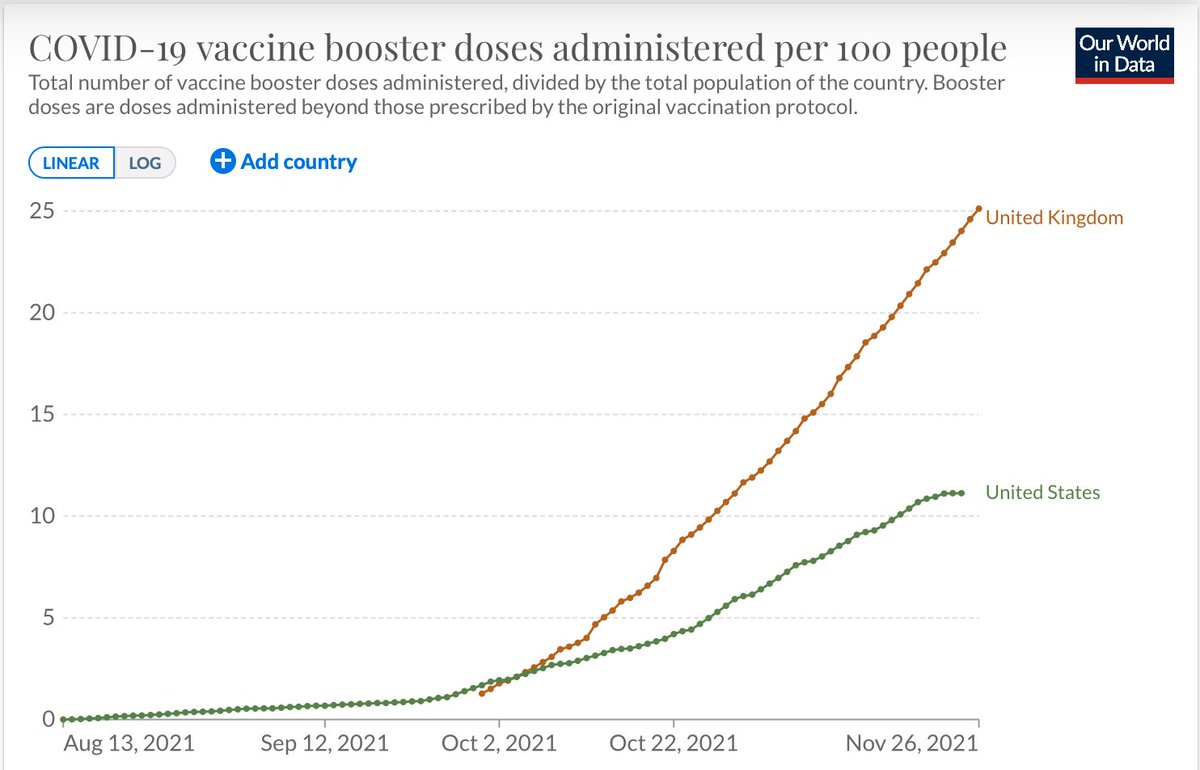 COVID-19 vaccine booster doses administered per 100 people
Our World
in Data
Total number of vaccine booster doses administered, divided by the total population of the country. Booster
doses are doses administered beyond those prescribed by the original vaccination protocol.
LINEAR
LOG
Add country
25
United Kingdom
20
15
United States
10
5
0
Aug 13, 2021
Sep 12, 2021
Oct 2, 2021
Oct 22, 2021
Nov 26, 2021